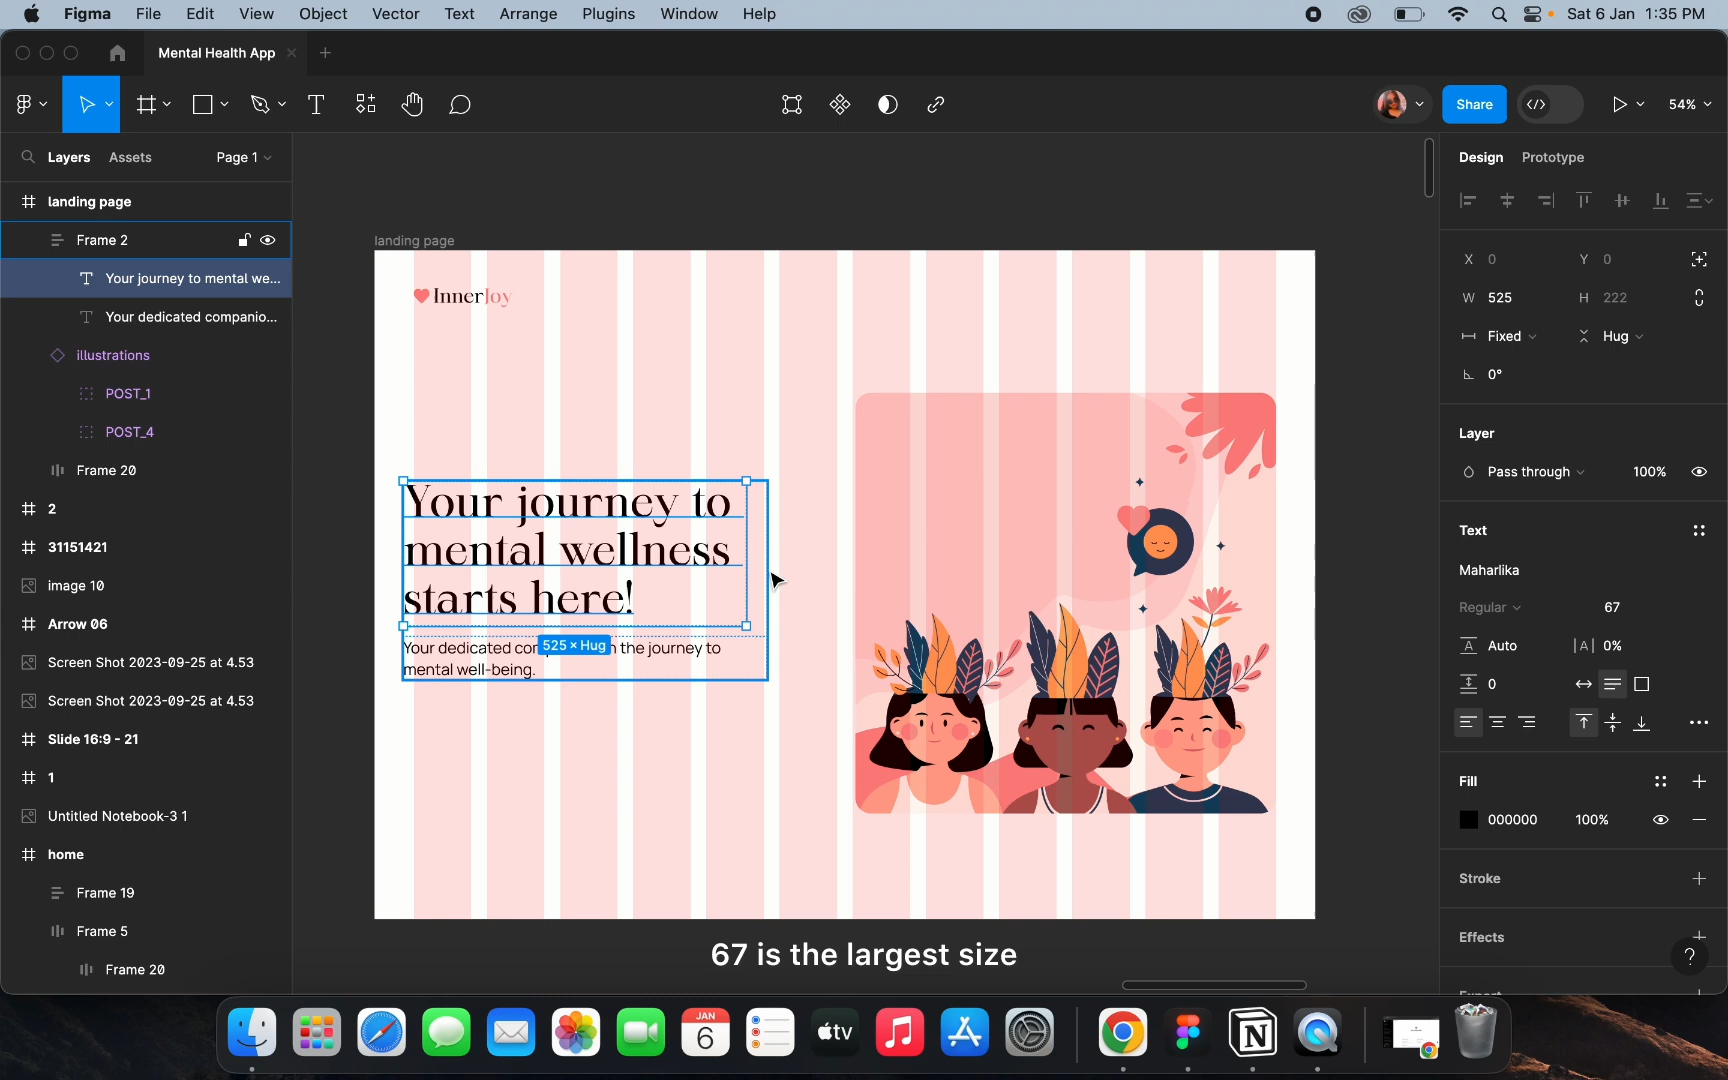 Figma File Edit View Object Vector Text Arrange Plugins Window Help Sat 6 Jan 1:35 PM
Mental Health App
Share
54%
Layers Assets Page 1
landing page
Frame 2
Your journey to mental we...
Your dedicated companio...
illustrations
POST_1
POST_4
Frame 20
2
31151421
image 10
Arrow 06
Screen Shot 2023-09-25 at 4.53
Screen Shot 2023-09-25 at 4.53
Slide 16:9 - 21
1
Untitled Notebook-3 1
home
Frame 19
Frame 5
Frame 20
landing page
InnerJoy
Your journey to
mental wellness
starts here!
Your dedicated the journey to
mental well-being.
525 × Hug
67 is the largest size
Design Prototype
X 0 Y 0
W 525 H 222
Fixed Hug
0°
Layer
Pass through 100%
Text
Maharlika
Regular 67
Auto 0%
0
Fill
000000 100%
Stroke
Effects
?
JAN
6
tv